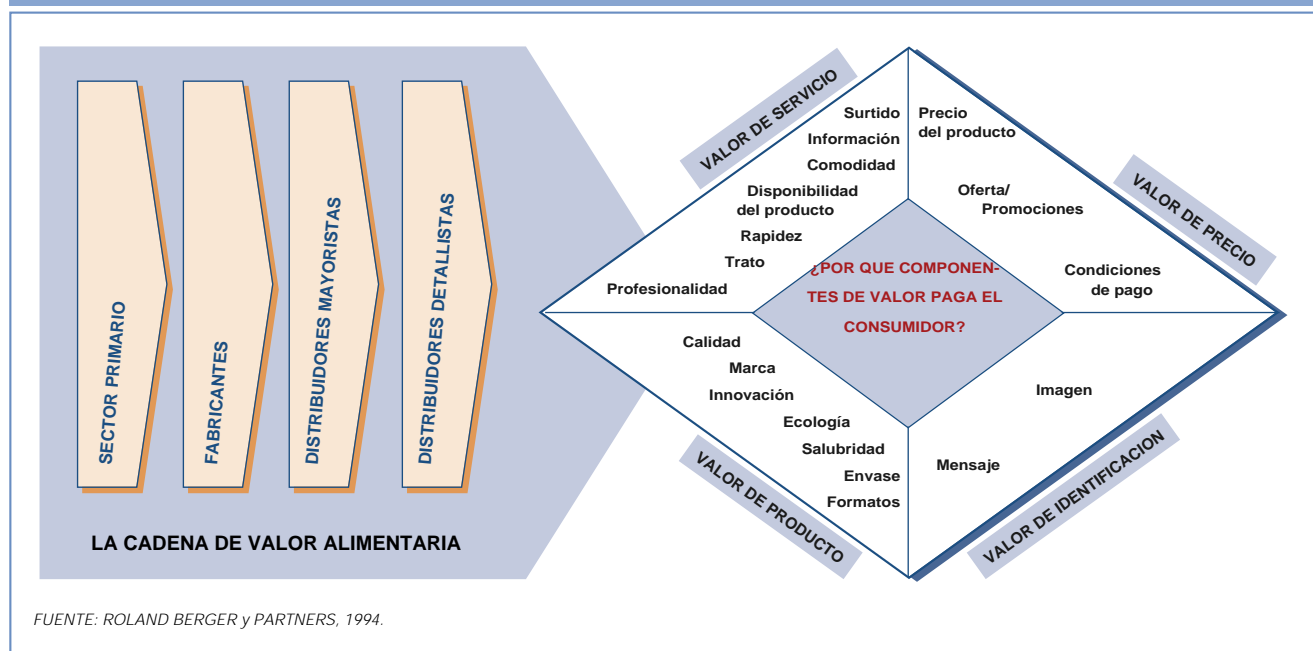 SECTOR PRIMARIO
FABRICANTES
DISTRIBUIDORES MAYORISTAS
DISTRIBUIDORES DETALLISTAS
LA CADENA DE VALOR ALIMENTARIA
VALOR DE SERVICIO
Surtido
Información
Comodidad
Disponibilidad
del producto
Rapidez
Trato
Profesionalidad
Precio
del producto
Oferta/
Promociones
Condiciones
de pago
VALOR DE PRECIO
¿POR QUE COMPONEN-
TES DE VALOR PAGA EL
CONSUMIDOR?
Calidad
Marca
Innovación
Ecología
Salubridad
Envase
Formatos
VALOR DE PRODUCTO
Imagen
Mensaje
VALOR DE IDENTIFICACION
FUENTE: ROLAND BERGER y PARTNERS, 1994.